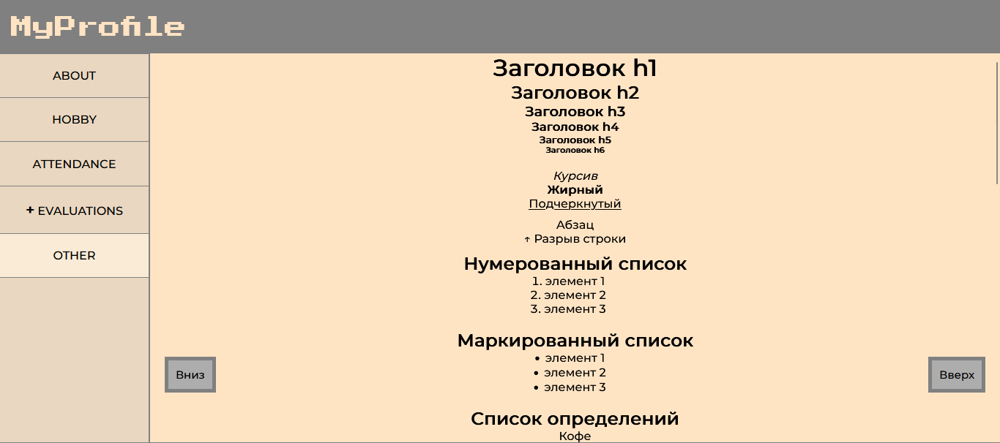 MyProfile
ABOUT
HOBBY
ATTENDANCE
+ EVALUATIONS
OTHER
Заголовок h1
Заголовок h2
Заголовок h3
Заголовок h4
Заголовок h5
Заголовок h6
Курсив
Жирный
Подчеркнутый
Абзац
↑ Разрыв строки
Нумерованный список
1. элемент 1
2. элемент 2
3. элемент 3
Маркированный список
• элемент 1
• элемент 2
• элемент 3
Список определений
Кофе
Вниз
Вверх